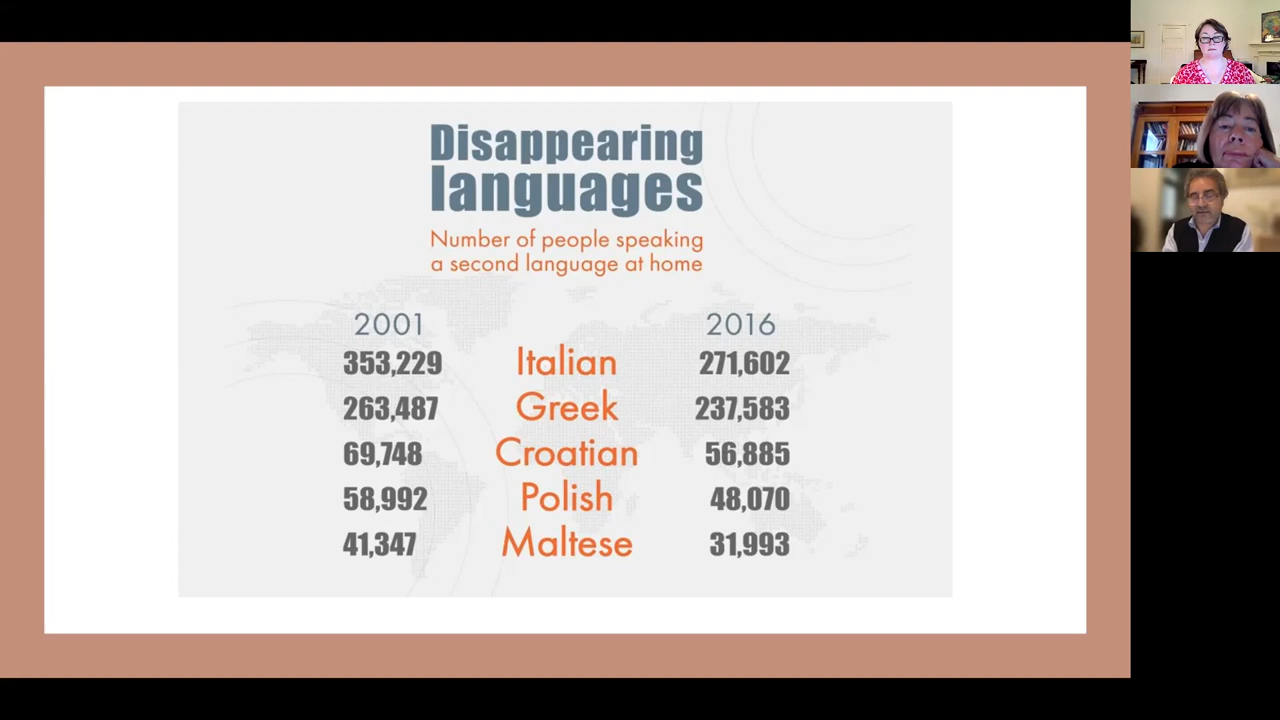 Disappearing
languages
Number of people speaking
a second language at home
2001 2016
353,229 Italian 271,602
263,487 Greek 237,583
69,748 Croatian 56,885
58,992 Polish 48,070
41,347 Maltese 31,993